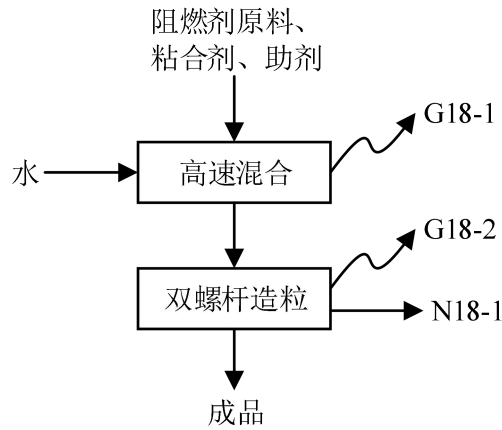 阻燃剂原料、
粘合剂、助剂
G18-1
水
高速混合
G18-2
双螺杆造粒
N18-1
成品